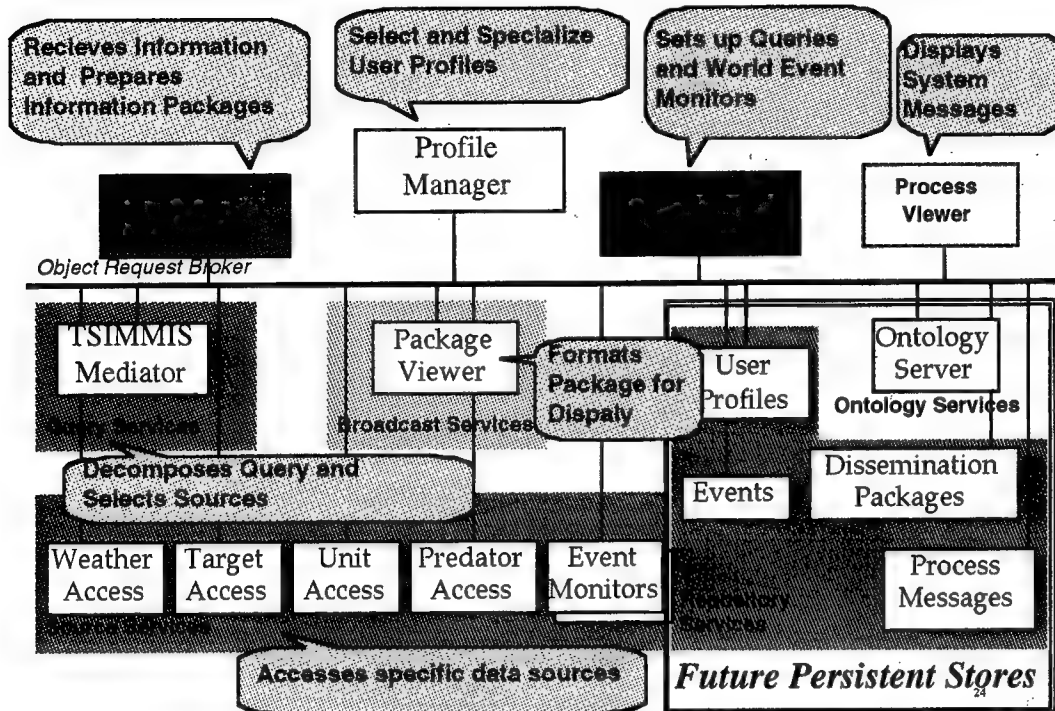 Recieves Information
and Prepares
Information Packages
Select and Specialize
User Profiles
Sets up Queries
and World Event
Monitors
Displays
System
Messages
Profile
Manager
Process
Viewer
Object Request Broker
TSIMMIS
Mediator
Query Services
Package
Viewer
Broadcast Services
Formats
Package for
Dispaly
User
Profiles
Ontology
Server
Ontology Services
Decomposes Query and
Selects Sources
Events
Dissemination
Packages
Weather
Access
Target
Access
Unit
Access
Predator
Access
Event
Monitors
Repository
Services
Process
Messages
Source Services
Accesses specific data sources
Future Persistent Stores
24